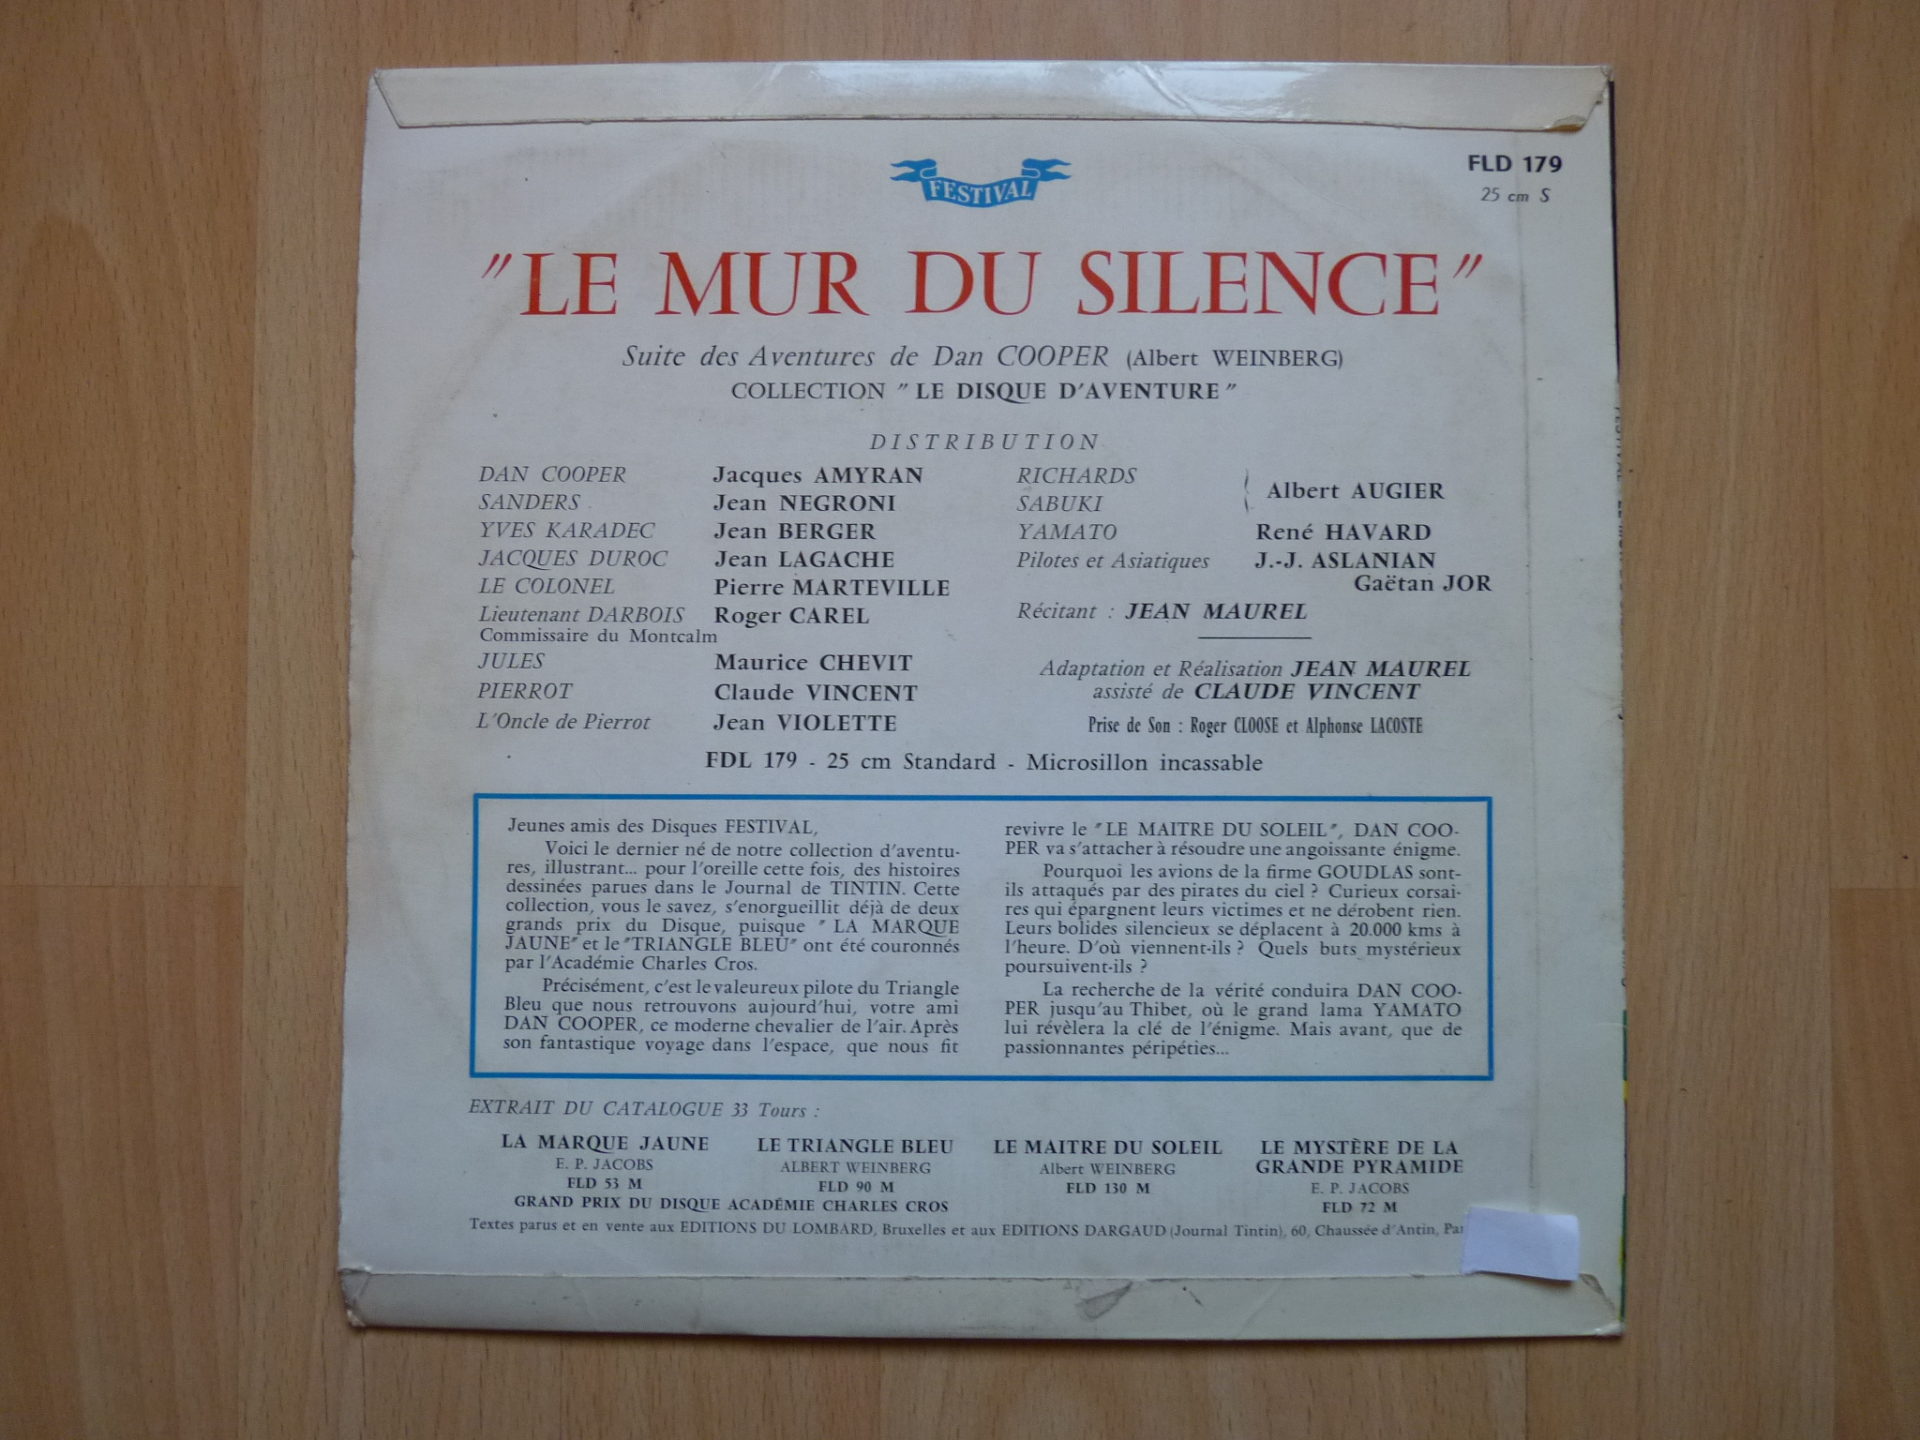 FESTIVAL
FLD 179
25 cm S
"LE MUR DU SILENCE"
Suite des Aventures de Dan COOPER (Albert WEINBERG)
COLLECTION "LE DISQUE D'AVENTURE"
DISTRIBUTION
DAN COOPER Jacques AMYRAN
SANDERS Jean NEGRONI
YVES KARADEC Jean BERGER
JACQUES DUROC Jean LAGACHE
LE COLONEL Pierre MARTEVILLE
Lieutenant DARBOIS Roger CAREL
Commissaire du Montcalm
JULES Maurice CHEVIT
PIERROT Claude VINCENT
L'Oncle de Pierrot Jean VIOLETTE
RICHARDS
SABUKI
Albert AUGIER
YAMATO René HAVARD
Pilotes et Asiatiques J.-J. ASLANIAN
Gaëtan JOR
Récitant : JEAN MAUREL
Adaptation et Réalisation JEAN MAUREL
assisté de CLAUDE VINCENT
Prise de Son : Roger CLOOSE et Alphonse LACOSTE
FDL 179 - 25 cm Standard - Microsillon incassable
Jeunes amis des Disques FESTIVAL,
Voici le dernier né de notre collection d'aventu-
res, illustrant... pour l'oreille cette fois, des histoires
dessinées parues dans le Journal de TINTIN. Cette
collection, vous le savez, s'enorgueillit déjà de deux
grands prix du Disque, puisque "LA MARQUE
JAUNE" et le "TRIANGLE BLEU" ont été couronnés
par l'Académie Charles Cros.
Précisément, c'est le valeureux pilote du Triangle
Bleu que nous retrouvons aujourd'hui, votre ami
DAN COOPER, ce moderne chevalier de l'air. Après
son fantastique voyage dans l'espace, que nous fit
revivre le "LE MAITRE DU SOLEIL", DAN COO-
PER va s'attacher à résoudre une angoissante énigme.
Pourquoi les avions de la firme GOUDLAS sont-
ils attaqués par des pirates du ciel ? Curieux corsai-
res qui épargnent leurs victimes et ne dérobent rien.
Leurs bolides silencieux se déplacent à 20.000 kms à
l'heure. D'où viennent-ils ? Quels buts mystérieux
poursuivent-ils ?
La recherche de la vérité conduira DAN COO-
PER jusqu'au Thibet, où le grand lama YAMATO
lui révèlera la clé de l'énigme. Mais avant, que de
passionnantes péripéties...
EXTRAIT DU CATALOGUE 33 Tours :
LA MARQUE JAUNE
E. P. JACOBS
FLD 53 M
LE TRIANGLE BLEU
ALBERT WEINBERG
FLD 90 M
GRAND PRIX DU DISQUE ACADÉMIE CHARLES CROS
LE MAITRE DU SOLEIL
Albert WEINBERG
FLD 130 M
LE MYSTÈRE DE LA
GRANDE PYRAMIDE
E. P. JACOBS
FLD 72 M
Textes parus et en vente aux EDITIONS DU LOMBARD, Bruxelles et aux EDITIONS DARGAUD (Journal Tintin), 60, Chaussée d'Antin,